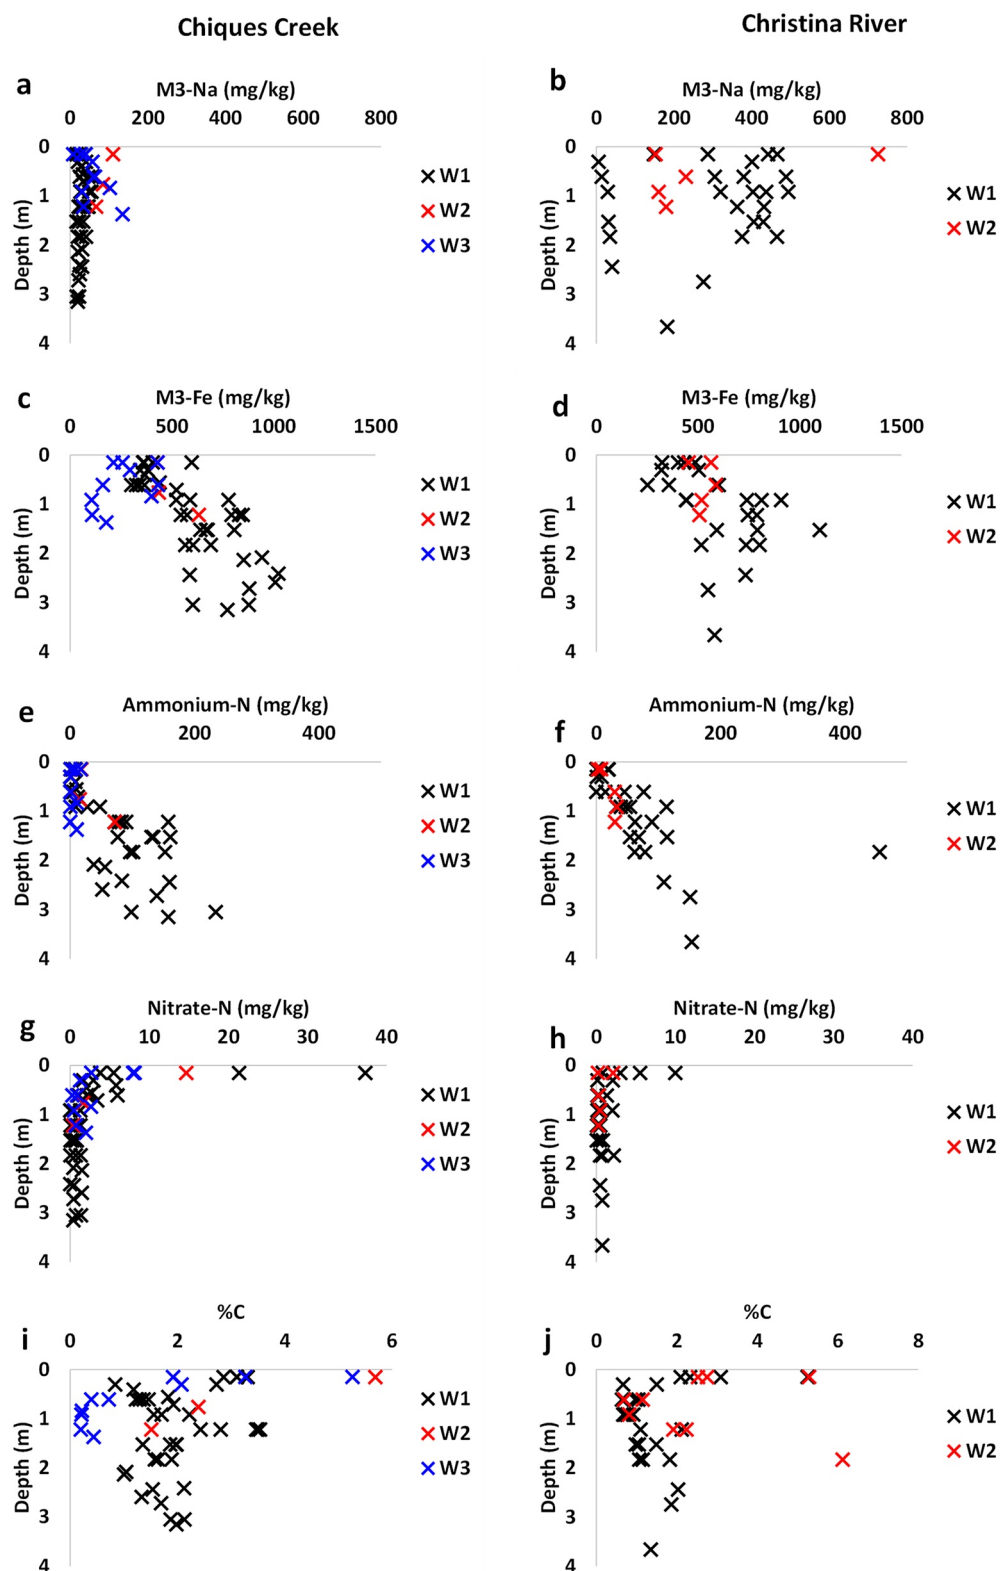 Chiques Creek
Christina River
a
M3-Na (mg/kg)
0 200 400 600 800
0
1
2
3
4
Depth (m)
W1
W2
W3
b
M3-Na (mg/kg)
0 200 400 600 800
0
1
2
3
4
Depth (m)
W1
W2
c
M3-Fe (mg/kg)
0 500 1000 1500
0
1
2
3
4
Depth (m)
W1
W2
W3
d
M3-Fe (mg/kg)
0 500 1000 1500
0
1
2
3
4
Depth (m)
W1
W2
e
Ammonium-N (mg/kg)
0 200 400
0
1
2
3
4
Depth (m)
W1
W2
W3
f
Ammonium-N (mg/kg)
0 200 400
0
1
2
3
4
Depth (m)
W1
W2
g
Nitrate-N (mg/kg)
0 10 20 30 40
0
1
2
3
4
Depth (m)
W1
W2
W3
h
Nitrate-N (mg/kg)
0 10 20 30 40
0
1
2
3
4
Depth (m)
W1
W2
i
%C
0 2 4 6
0
1
2
3
4
Depth (m)
W1
W2
W3
j
%C
0 2 4 6 8
0
1
2
3
4
Depth (m)
W1
W2